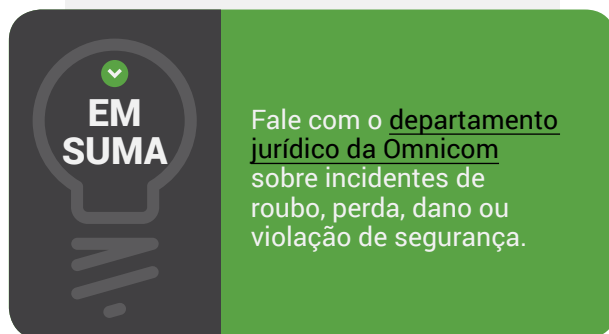 EM
SUMA
Fale com o departamento
jurídico da Omnicom
sobre incidentes de
roubo, perda, dano ou
violação de segurança.